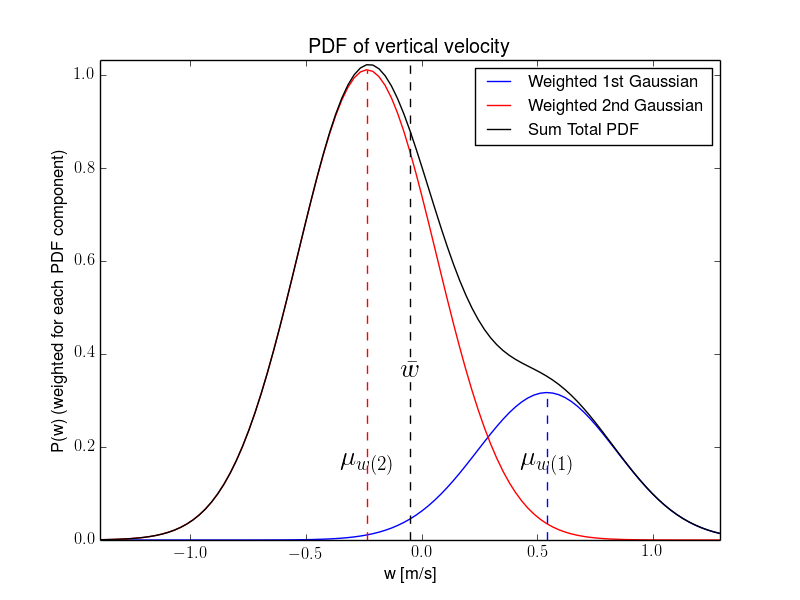 PDF of vertical velocity
Weighted 1st Gaussian
Weighted 2nd Gaussian
Sum Total PDF
P(w) (weighted for each PDF component)
1.0
0.8
0.6
0.4
0.2
0.0
w̄
μw(2)
μw(1)
−1.0
−0.5
0.0
0.5
1.0
w [m/s]